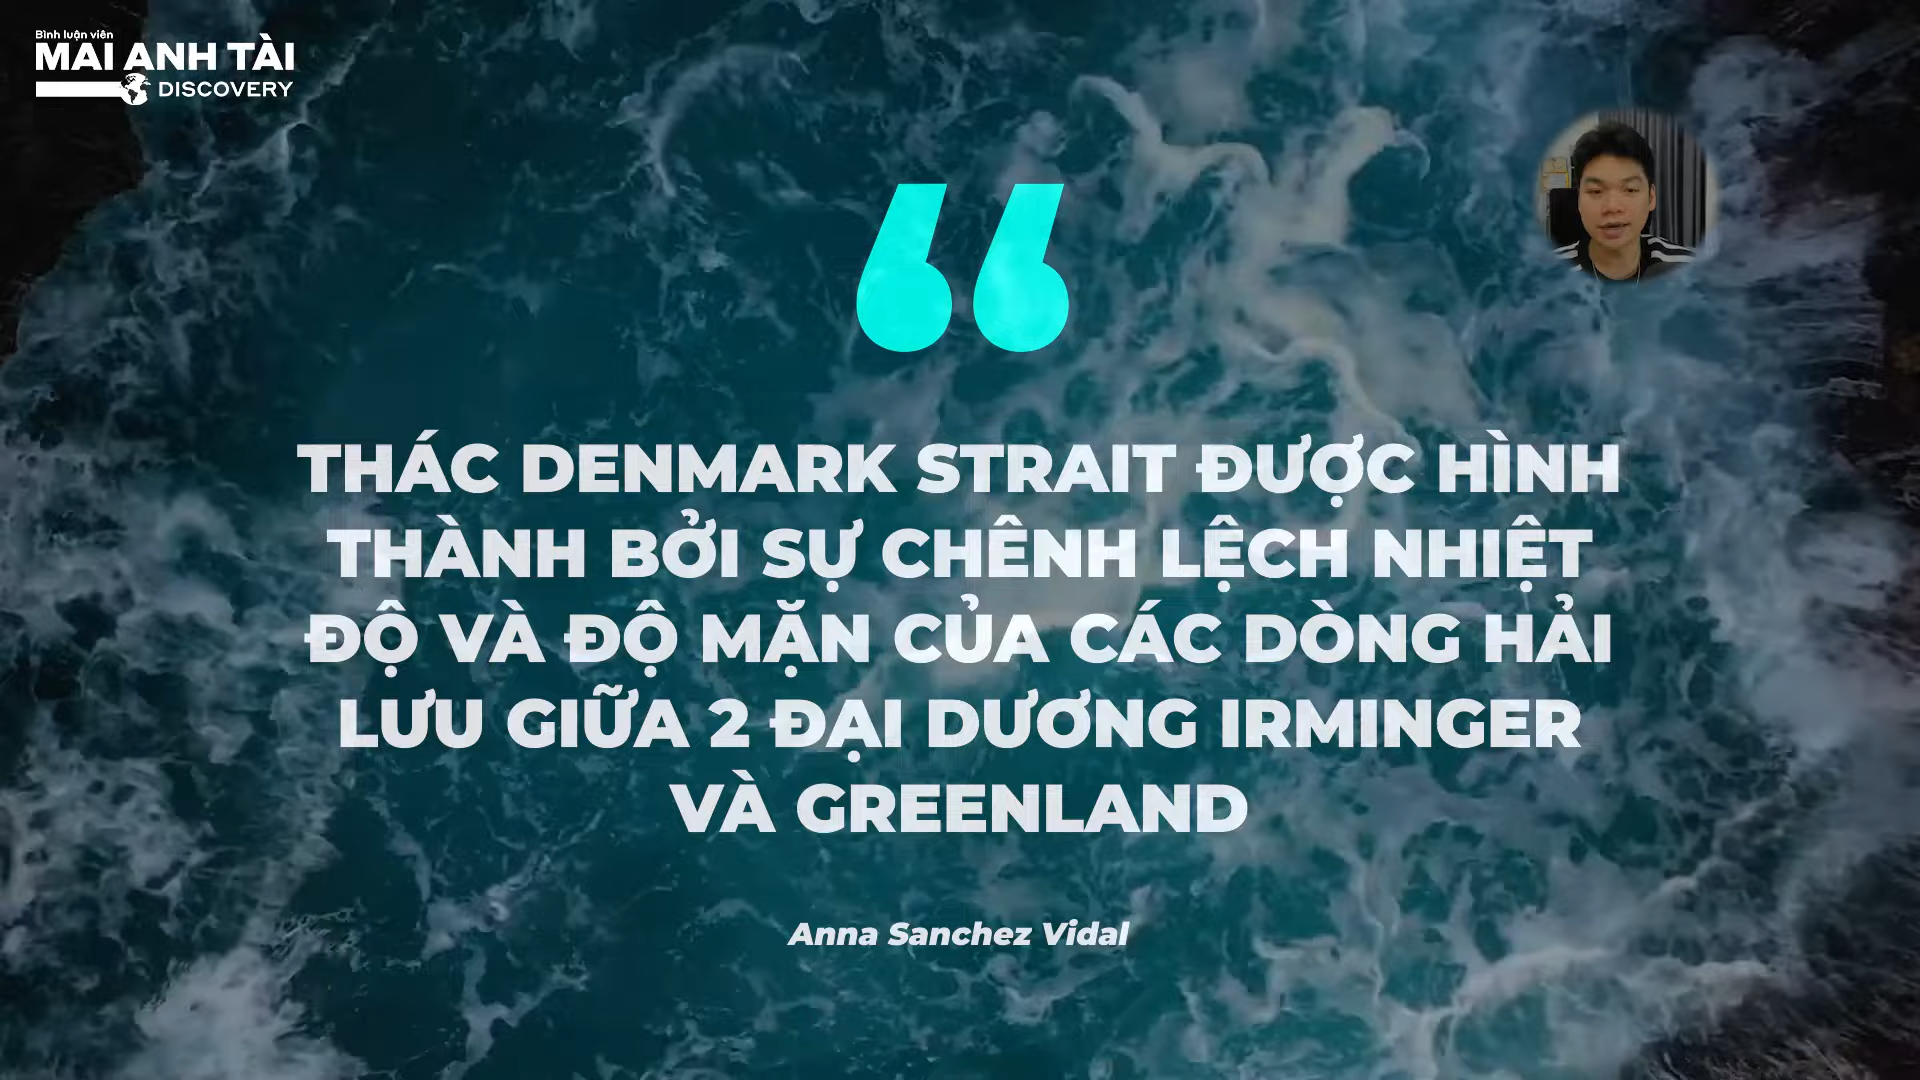 Bình luận viên
MAI ANH TÀI
DISCOVERY
THÁC DENMARK STRAIT ĐƯỢC HÌNH
THÀNH BỞI SỰ CHÊNH LỆCH NHIỆT
ĐỘ VÀ ĐỘ MẶN CỦA CÁC DÒNG HẢI
LƯU GIỮA 2 ĐẠI DƯƠNG IRMINGER
VÀ GREENLAND
Anna Sanchez Vidal